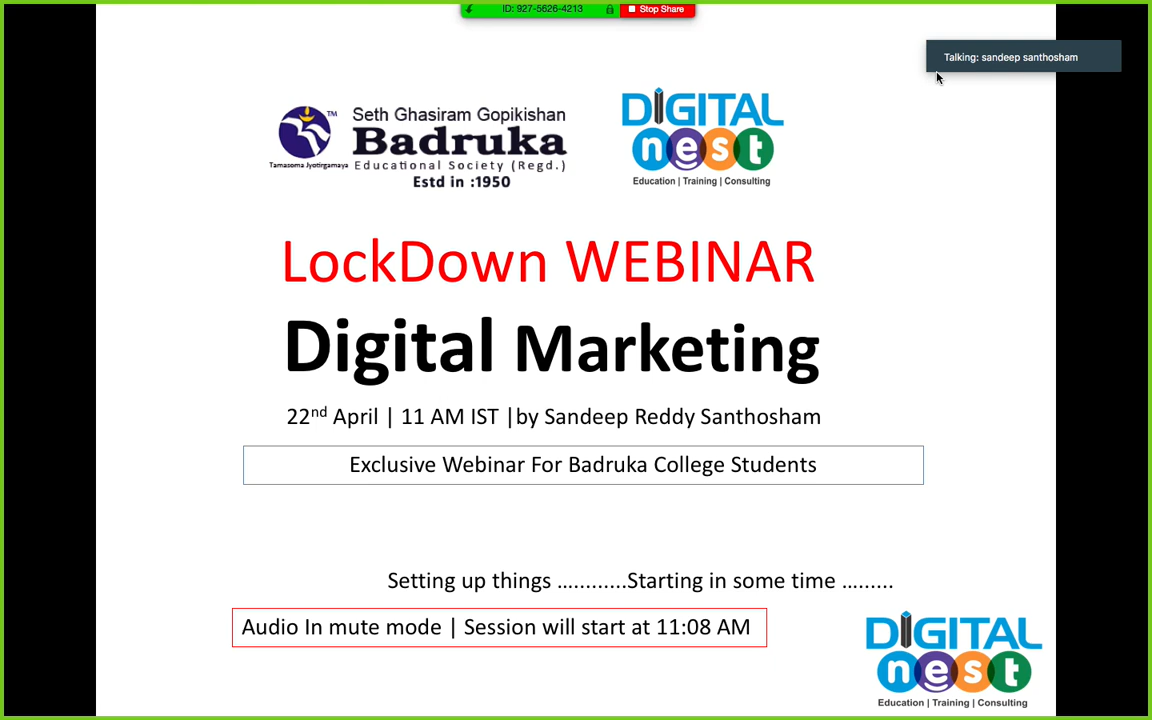 ID: 927-5626-4213 Stop Share
Talking: sandeep santhosham
TM
Tamasoma Jyotirgamaya
Seth Ghasiram Gopikishan
Badruka
Educational Society (Regd.)
Estd in :1950
DIGITAL
nest
Education | Training | Consulting
LockDown WEBINAR
Digital Marketing
22nd April | 11 AM IST |by Sandeep Reddy Santhosham
Exclusive Webinar For Badruka College Students
Setting up things ...........Starting in some time ........
Audio In mute mode | Session will start at 11:08 AM
DIGITAL
nest
Education | Training | Consulting